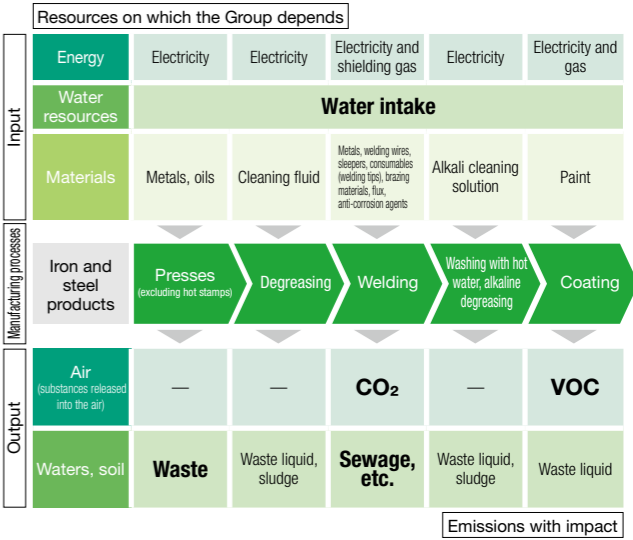 Resources on which the Group depends
Input
Energy
Electricity
Electricity
Electricity and
shielding gas
Electricity
Electricity and
gas
Water
resources
Water intake
Materials
Metals, oils
Cleaning fluid
Metals, welding wires,
sleepers, consumables
(welding tips), brazing
materials, flux,
anti-corrosion agents
Alkali cleaning
solution
Paint
Manufacturing processes
Iron and
steel
products
Presses
(excluding hot stamps)
Degreasing
Welding
Washing with hot
water, alkaline
degreasing
Coating
Output
Air
(substances released
into the air)
—
—
CO₂
—
VOC
Waters, soil
Waste
Waste liquid,
sludge
Sewage,
etc.
Waste liquid,
sludge
Waste liquid
Emissions with impact